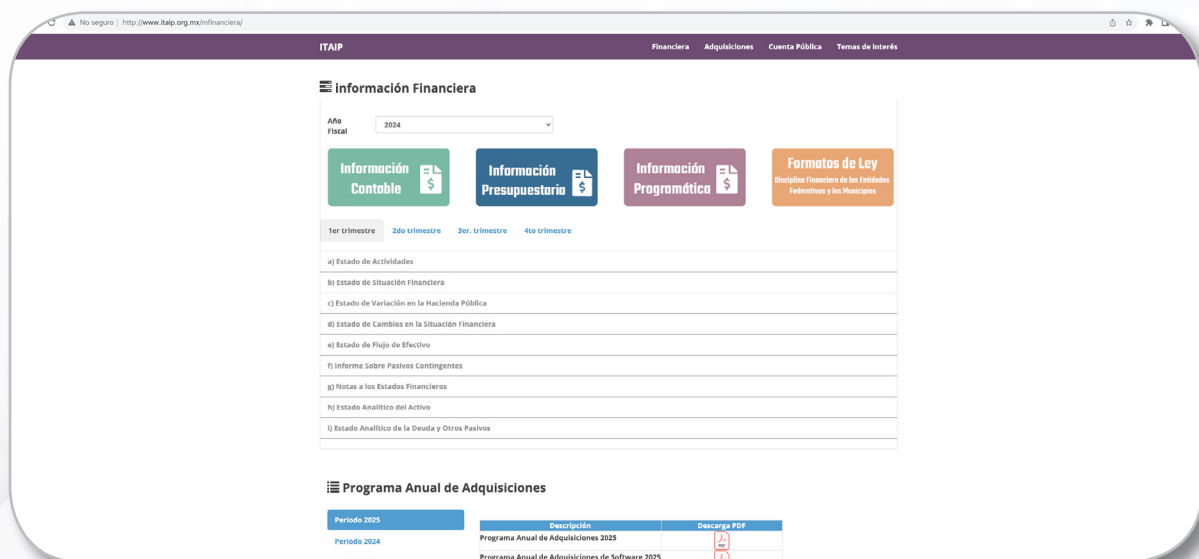 No seguro | http://www.itaip.org.mx/mfinanciera/
ITAIP Financiera Adquisiciones Cuenta Pública Temas de interés
información Financiera
Año Fiscal 2024
Información Contable
Información Presupuestaria
Información Programática
Formatos de Ley
Disciplina Financiera de las Entidades Federativas y los Municipios
1er trimestre 2do trimestre 3er. trimestre 4to trimestre
a) Estado de Actividades
b) Estado de Situación Financiera
c) Estado de Variación en la Hacienda Pública
d) Estado de Cambios en la Situación Financiera
e) Estado de Flujo de Efectivo
f) Informe Sobre Pasivos Contingentes
g) Notas a los Estados Financieros
h) Estado Analítico del Activo
i) Estado Analítico de la Deuda y Otros Pasivos
Programa Anual de Adquisiciones
Periodo 2025
Periodo 2024
Descripción Descarga PDF
Programa Anual de Adquisiciones 2025
PDF
Programa Anual de Adquisiciones de Software 2025